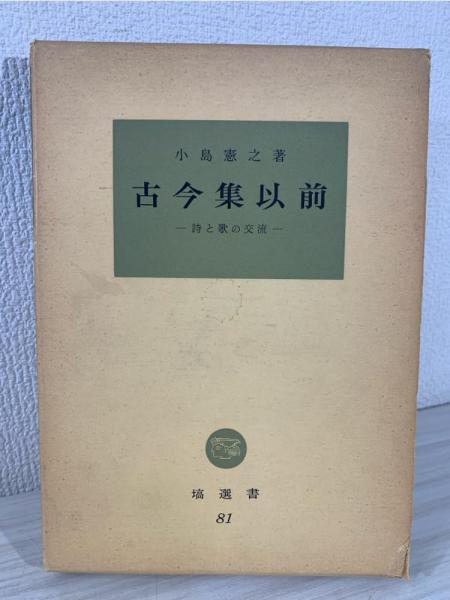 小島憲之著
古今集以前
―詩と歌の交流―
塙選書
81